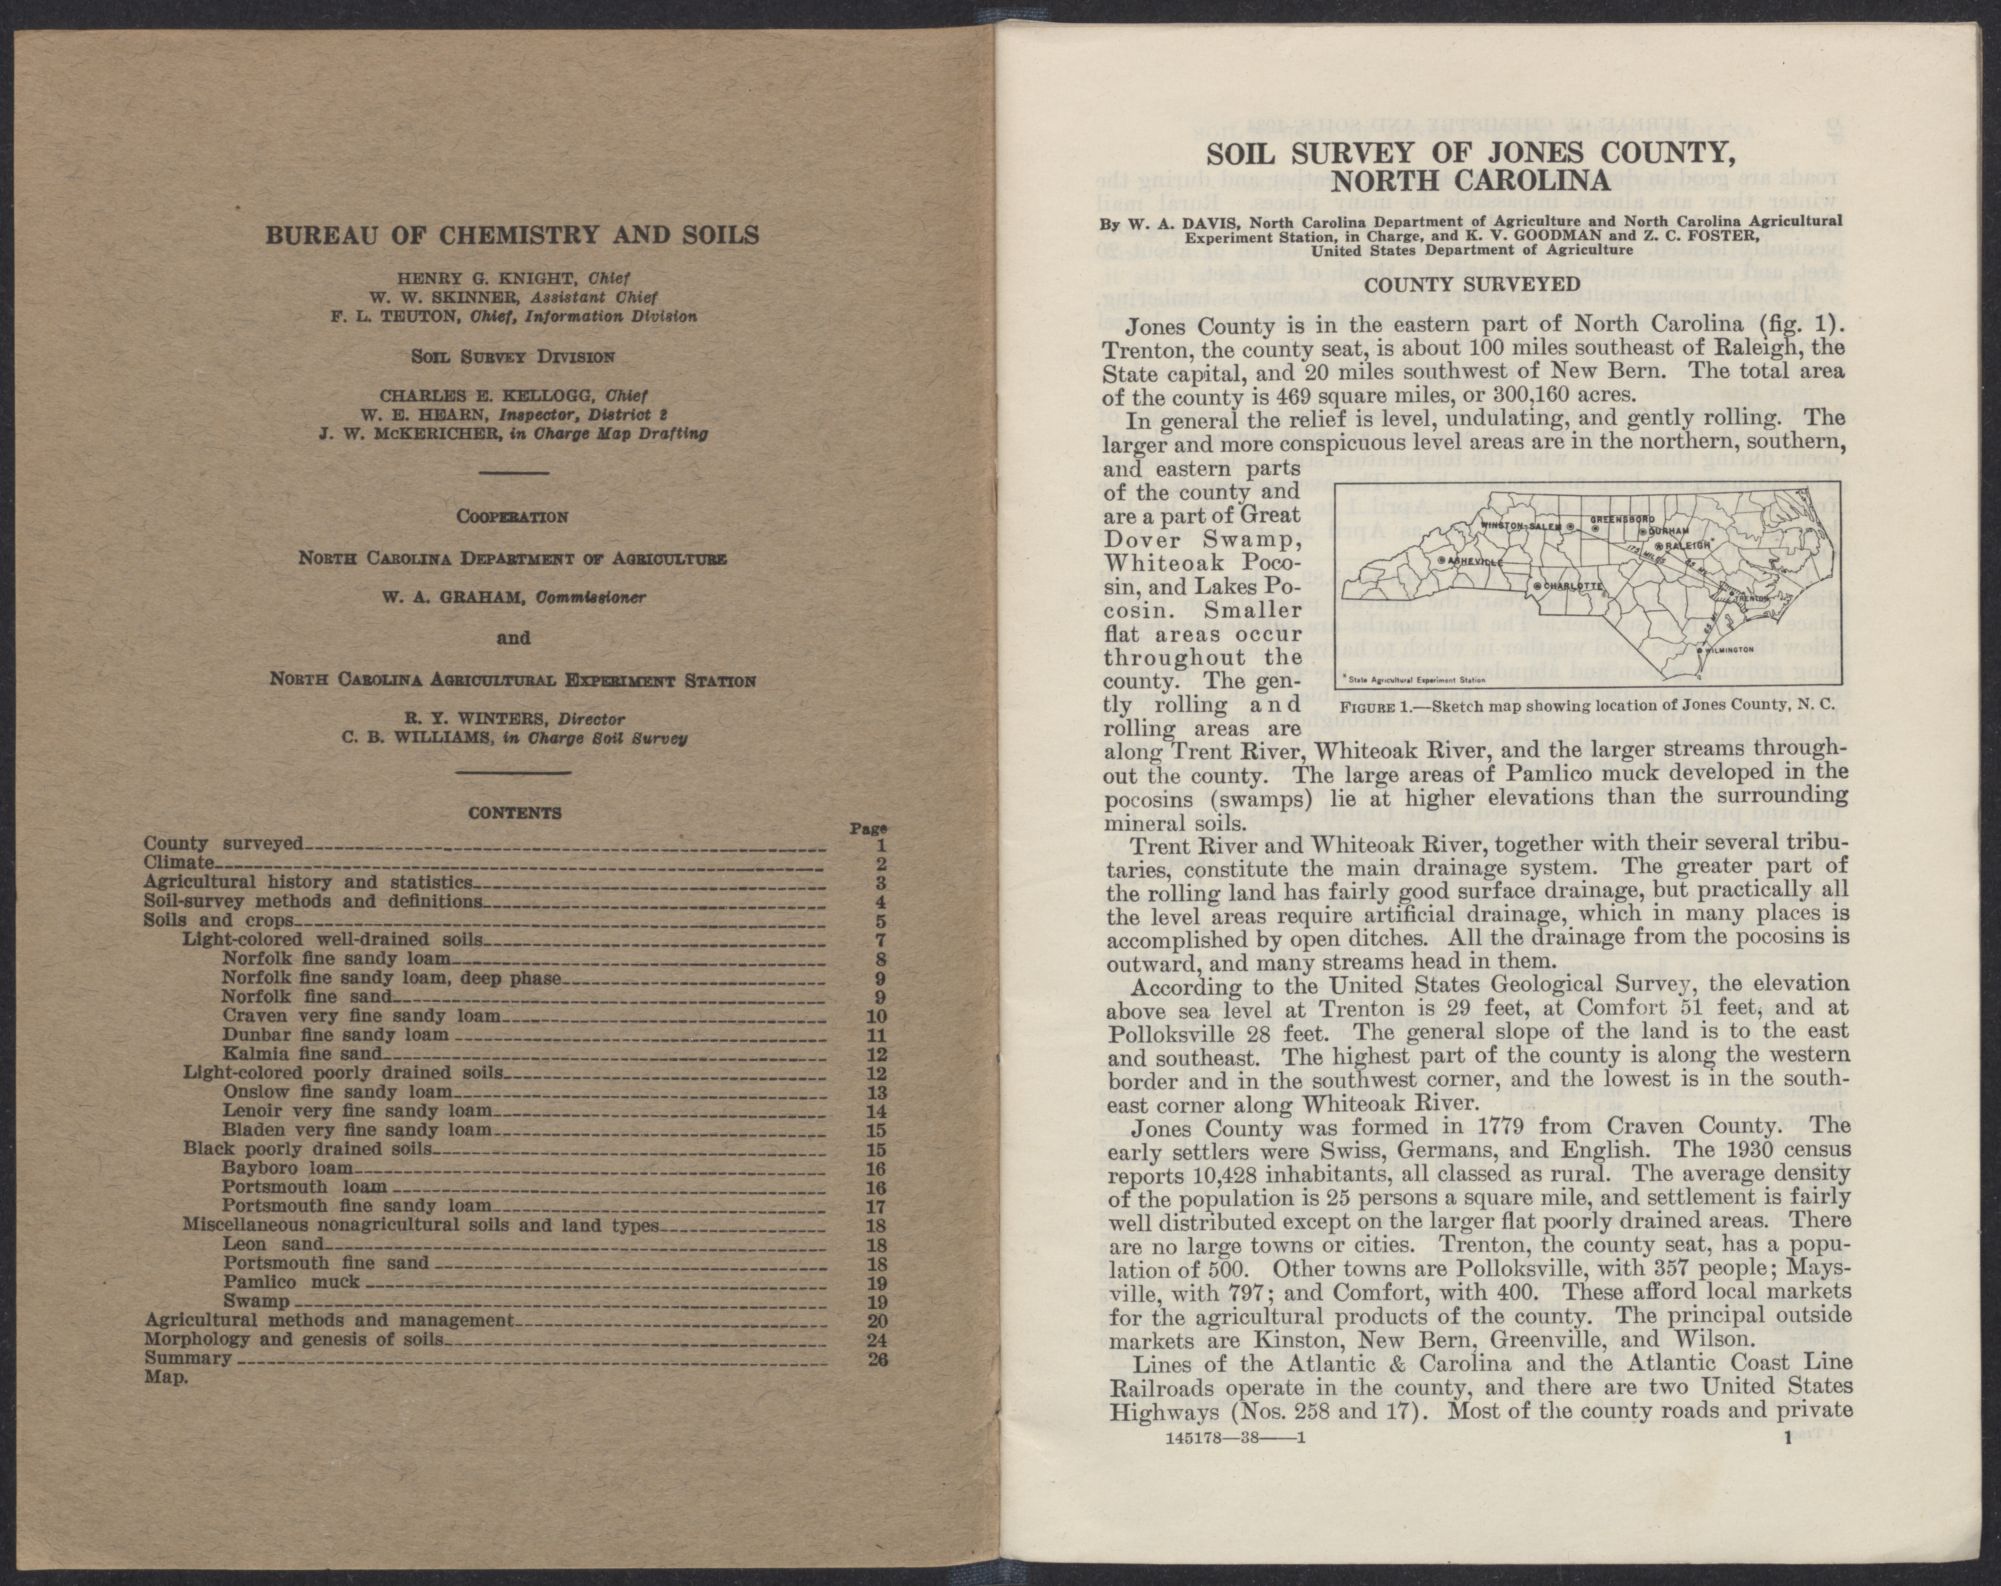 BUREAU OF CHEMISTRY AND SOILS
HENRY G. KNIGHT, Chief
W. W. SKINNER, Assistant Chief
F. L. TEUTON, Chief, Information Division
SOIL SURVEY DIVISION
CHARLES E. KELLOGG, Chief
W. E. HEARN, Inspector, District 2
J. W. McKERICHER, in Charge Map Drafting
COOPERATION
NORTH CAROLINA DEPARTMENT OF AGRICULTURE
W. A. GRAHAM, Commissioner
and
NORTH CAROLINA AGRICULTURAL EXPERIMENT STATION
R. Y. WINTERS, Director
C. B. WILLIAMS, in Charge Soil Survey
CONTENTS
Page
County surveyed 1
Climate 2
Agricultural history and statistics 3
Soil-survey methods and definitions 4
Soils and crops 5
Light-colored well-drained soils 7
Norfolk fine sandy loam 8
Norfolk fine sandy loam, deep phase 9
Norfolk fine sand 9
Craven very fine sandy loam 10
Dunbar fine sandy loam 11
Kalmia fine sand 12
Light-colored poorly drained soils 12
Onslow fine sandy loam 13
Lenoir very fine sandy loam 14
Bladen very fine sandy loam 15
Black poorly drained soils 15
Bayboro loam 16
Portsmouth loam 16
Portsmouth fine sandy loam 17
Miscellaneous nonagricultural soils and land types 18
Leon sand 18
Portsmouth fine sand 18
Pamlico muck 19
Swamp 19
Agricultural methods and management 20
Morphology and genesis of soils 24
Summary 26
Map.
SOIL SURVEY OF JONES COUNTY,
NORTH CAROLINA
By W. A. DAVIS, North Carolina Department of Agriculture and North Carolina Agricultural
Experiment Station, in Charge, and K. V. GOODMAN and Z. C. FOSTER,
United States Department of Agriculture
COUNTY SURVEYED
Jones County is in the eastern part of North Carolina (fig. 1).
Trenton, the county seat, is about 100 miles southeast of Raleigh, the
State capital, and 20 miles southwest of New Bern. The total area
of the county is 469 square miles, or 300,160 acres.
In general the relief is level, undulating, and gently rolling. The
larger and more conspicuous level areas are in the northern, southern,
and eastern parts
of the county and
are a part of Great
Dover Swamp,
Whiteoak Poco-
sin, and Lakes Po-
cosin. Smaller
flat areas occur
throughout the
county. The gen-
tly rolling and
rolling areas are
WINSTON-SALEM
GREENSBORO
DURHAM
RALEIGH*
ASHEVILLE
CHARLOTTE
TRENTON
WILMINGTON
* State Agricultural Experiment Station
FIGURE 1.—Sketch map showing location of Jones County, N. C.
along Trent River, Whiteoak River, and the larger streams through-
out the county. The large areas of Pamlico muck developed in the
pocosins (swamps) lie at higher elevations than the surrounding
mineral soils.
Trent River and Whiteoak River, together with their several tribu-
taries, constitute the main drainage system. The greater part of
the rolling land has fairly good surface drainage, but practically all
the level areas require artificial drainage, which in many places is
accomplished by open ditches. All the drainage from the pocosins is
outward, and many streams head in them.
According to the United States Geological Survey, the elevation
above sea level at Trenton is 29 feet, at Comfort 51 feet, and at
Polloksville 28 feet. The general slope of the land is to the east
and southeast. The highest part of the county is along the western
border and in the southwest corner, and the lowest is in the south-
east corner along Whiteoak River.
Jones County was formed in 1779 from Craven County. The
early settlers were Swiss, Germans, and English. The 1930 census
reports 10,428 inhabitants, all classed as rural. The average density
of the population is 25 persons a square mile, and settlement is fairly
well distributed except on the larger flat poorly drained areas. There
are no large towns or cities. Trenton, the county seat, has a popu-
lation of 500. Other towns are Polloksville, with 357 people; Mays-
ville, with 797; and Comfort, with 400. These afford local markets
for the agricultural products of the county. The principal outside
markets are Kinston, New Bern, Greenville, and Wilson.
Lines of the Atlantic & Carolina and the Atlantic Coast Line
Railroads operate in the county, and there are two United States
Highways (Nos. 258 and 17). Most of the county roads and private
145178—38——1 1